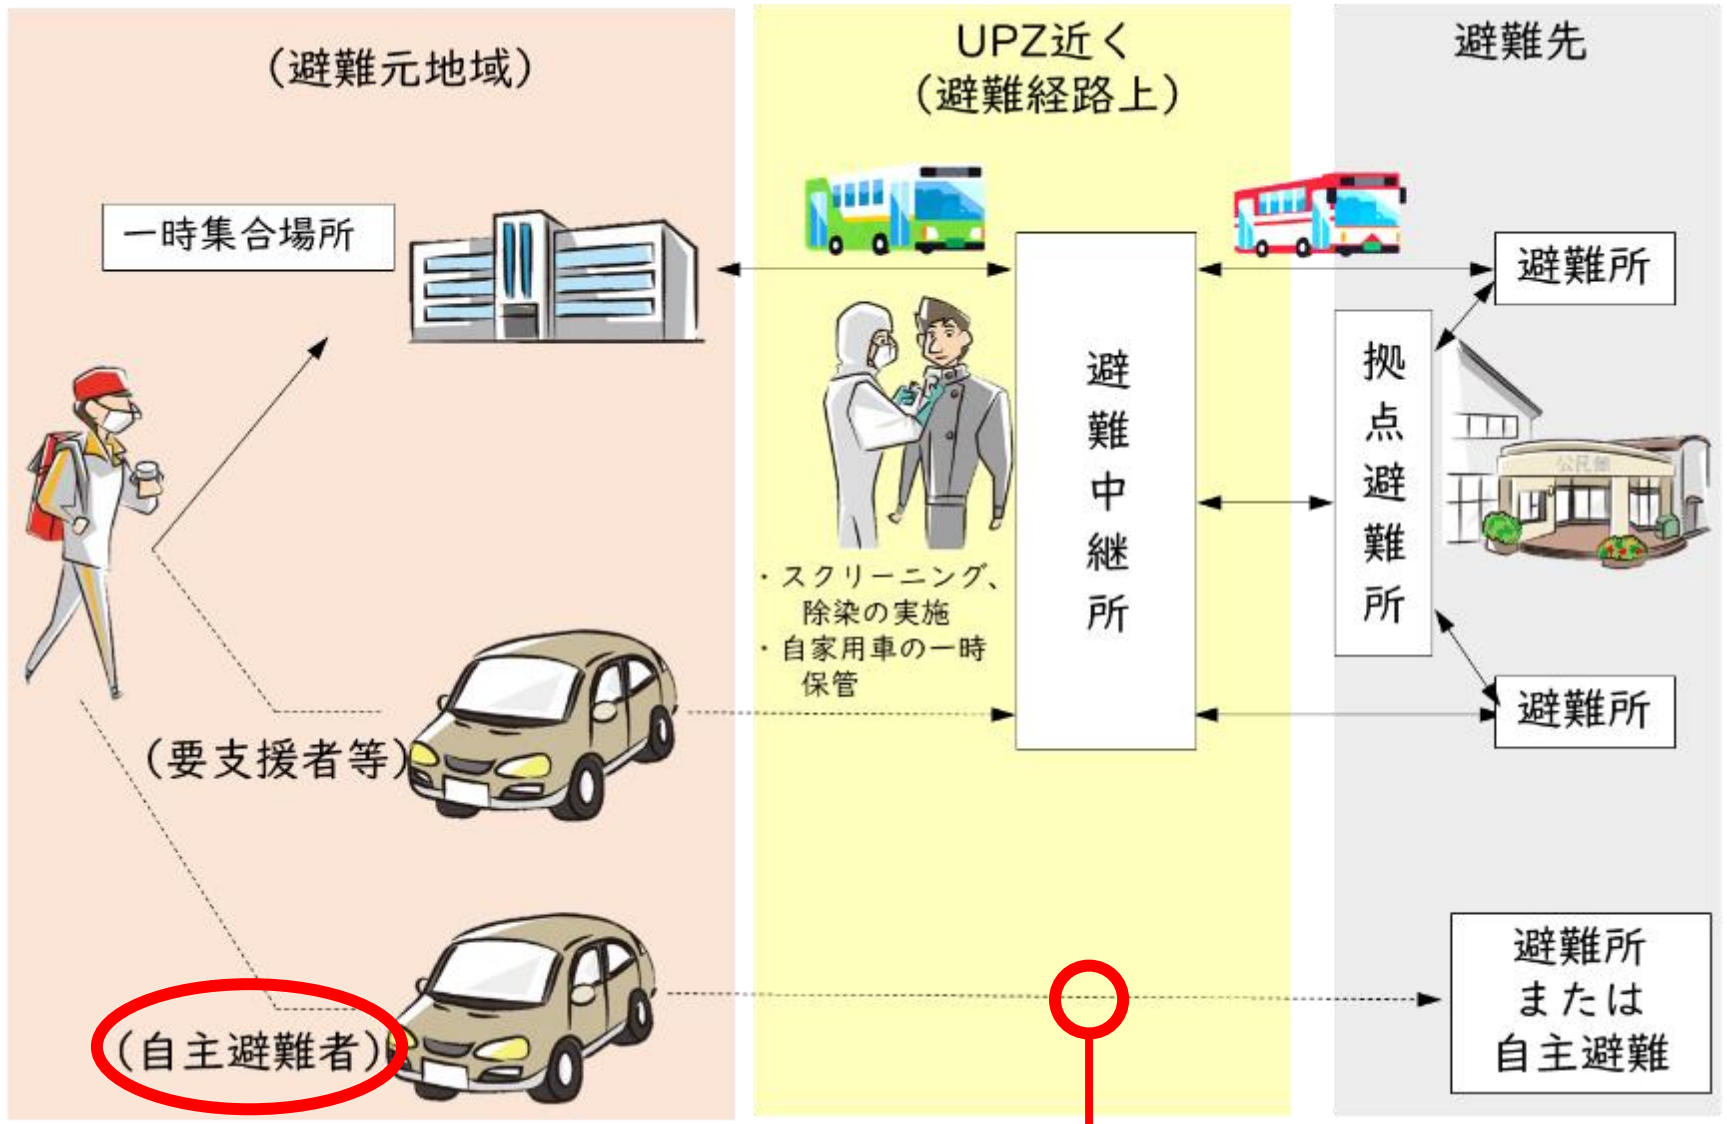 (避難元地域)
一時集合場所
(要支援者等)
(自主避難者)
UPZ近く
(避難経路上)
・スクリーニング、
除染の実施
・自家用車の一時
保管
避難中継所
避難先
避難所
拠点避難所
公民館
避難所
避難所
または
自主避難